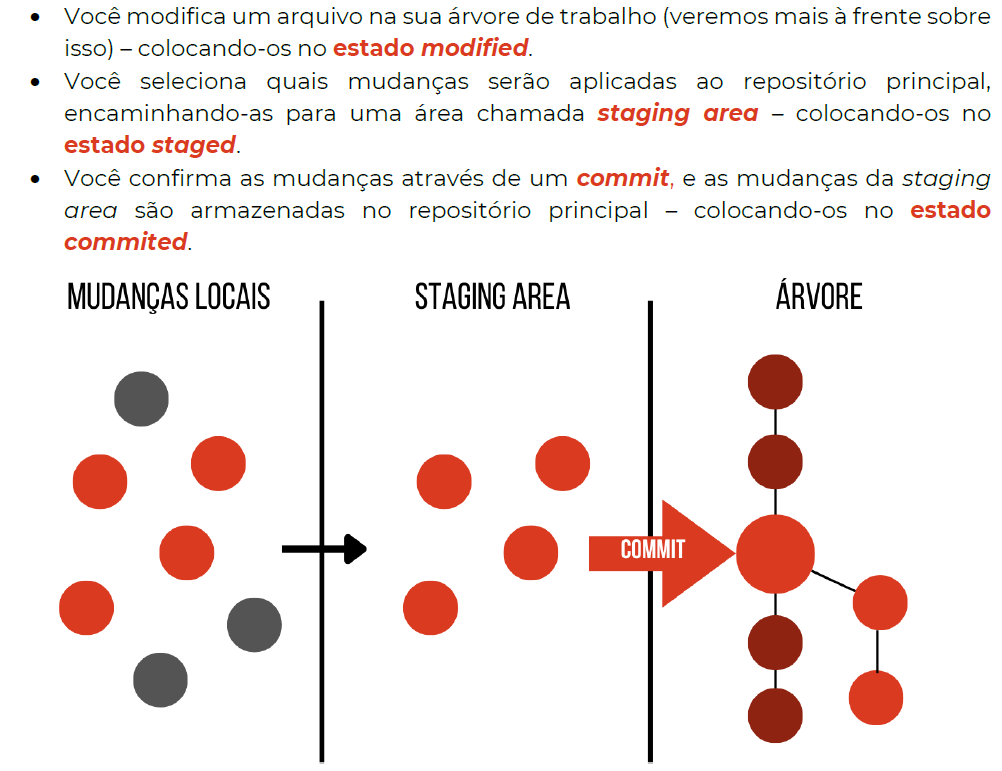 • Você modifica um arquivo na sua árvore de trabalho (veremos mais à frente sobre
isso) – colocando-os no estado modified.
• Você seleciona quais mudanças serão aplicadas ao repositório principal,
encaminhando-as para uma área chamada staging area – colocando-os no
estado staged.
• Você confirma as mudanças através de um commit, e as mudanças da staging
area são armazenadas no repositório principal – colocando-os no estado
commited.
MUDANÇAS LOCAIS
STAGING AREA
ÁRVORE
COMMIT